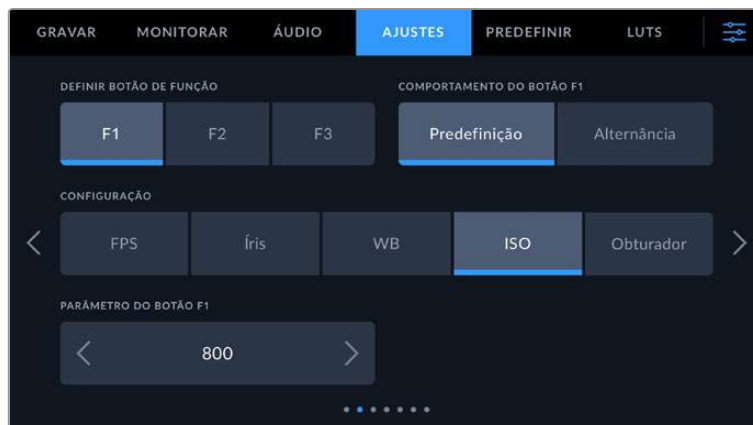 GRAVAR MONITORAR ÁUDIO AJUSTES PREDEFINIR LUTS
DEFINIR BOTÃO DE FUNÇÃO COMPORTAMENTO DO BOTÃO F1
F1 F2 F3 Predefinição Alternância
CONFIGURAÇÃO
FPS Íris WB ISO Obturador
PARÂMETRO DO BOTÃO F1
800